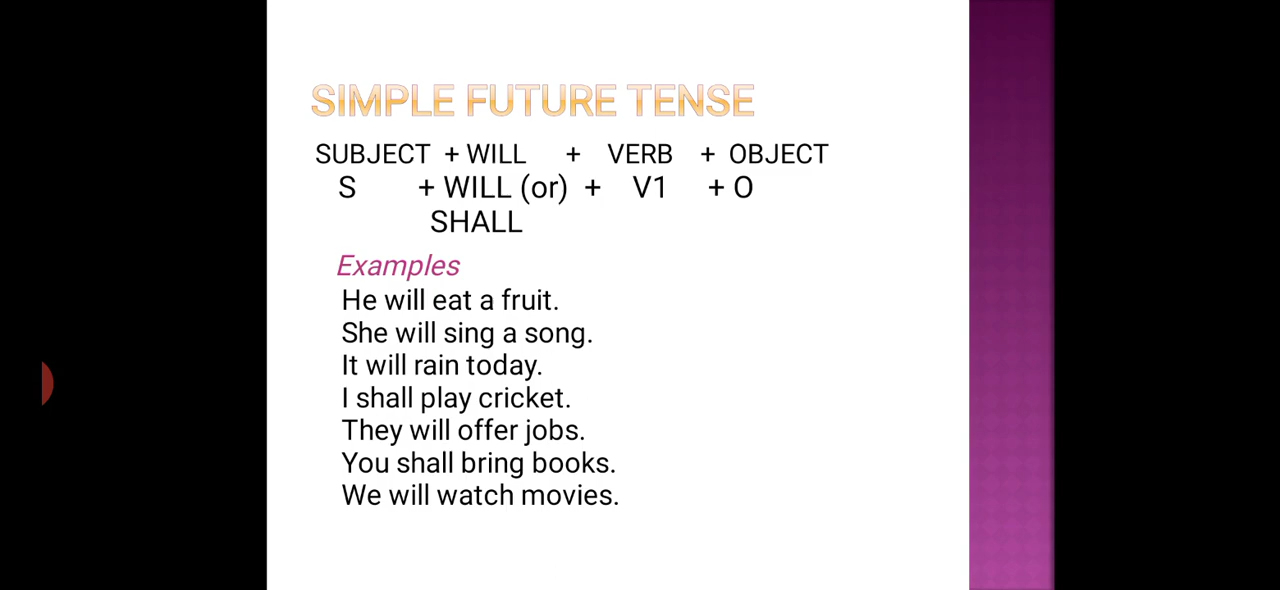 SIMPLE FUTURE TENSE
SUBJECT + WILL + VERB + OBJECT
S + WILL (or) + V1 + O
SHALL
Examples
He will eat a fruit.
She will sing a song.
It will rain today.
I shall play cricket.
They will offer jobs.
You shall bring books.
We will watch movies.